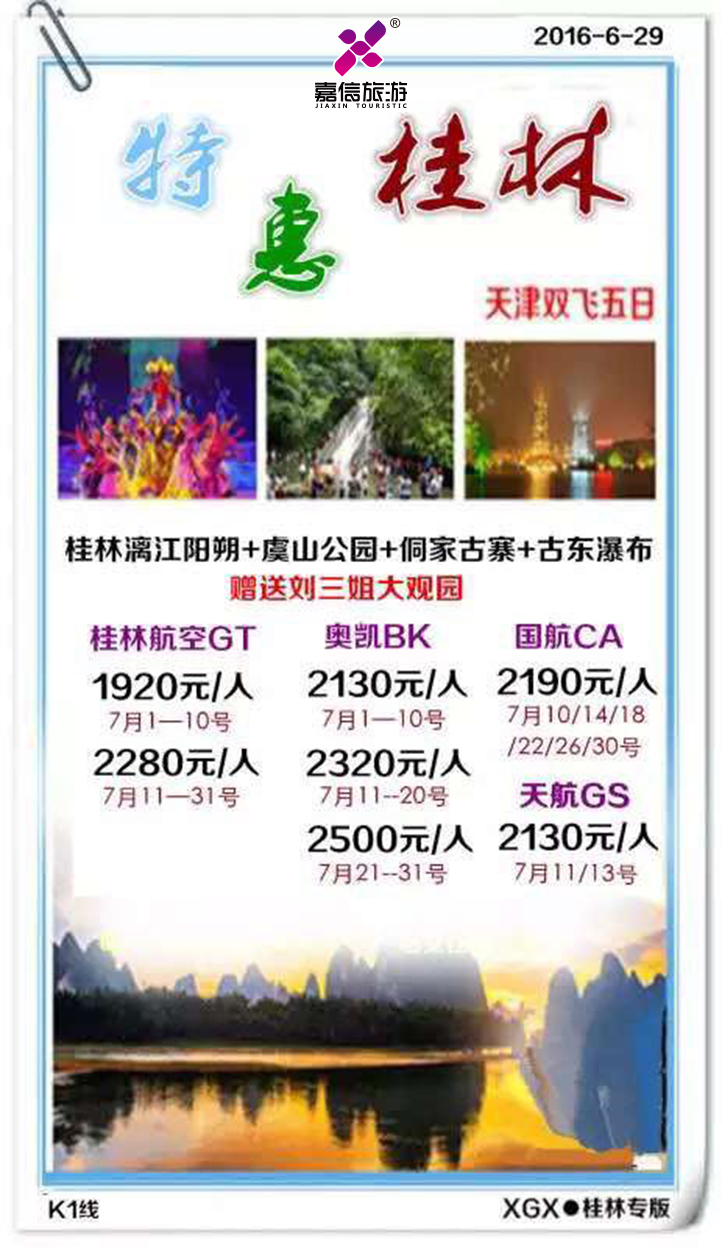 2016-6-29
®
嘉信旅游
JIAXIN TOURISTIC
特惠 桂林
天津双飞五日
桂林漓江阳朔+虞山公园+侗家古寨+古东瀑布
赠送刘三姐大观园
桂林航空GT
1920元/人
7月1—10号
2280元/人
7月11—31号
奥凯BK
2130元/人
7月1—10号
2320元/人
7月11--20号
2500元/人
7月21--31号
国航CA
2190元/人
7月10/14/18
/22/26/30号
天航GS
2130元/人
7月11/13号
K1线
XGX●桂林专版